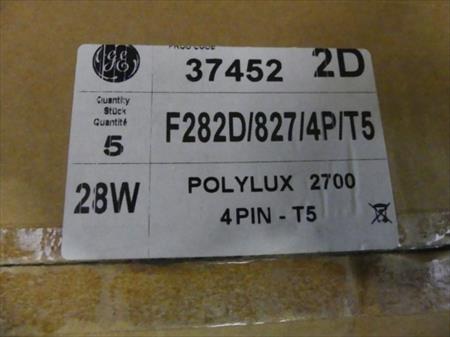 GE
PROD CODE
37452
2D
Quantity
Stück
Quantité
5
F282D/827/4P/T5
28W
POLYLUX 2700
4PIN - T5